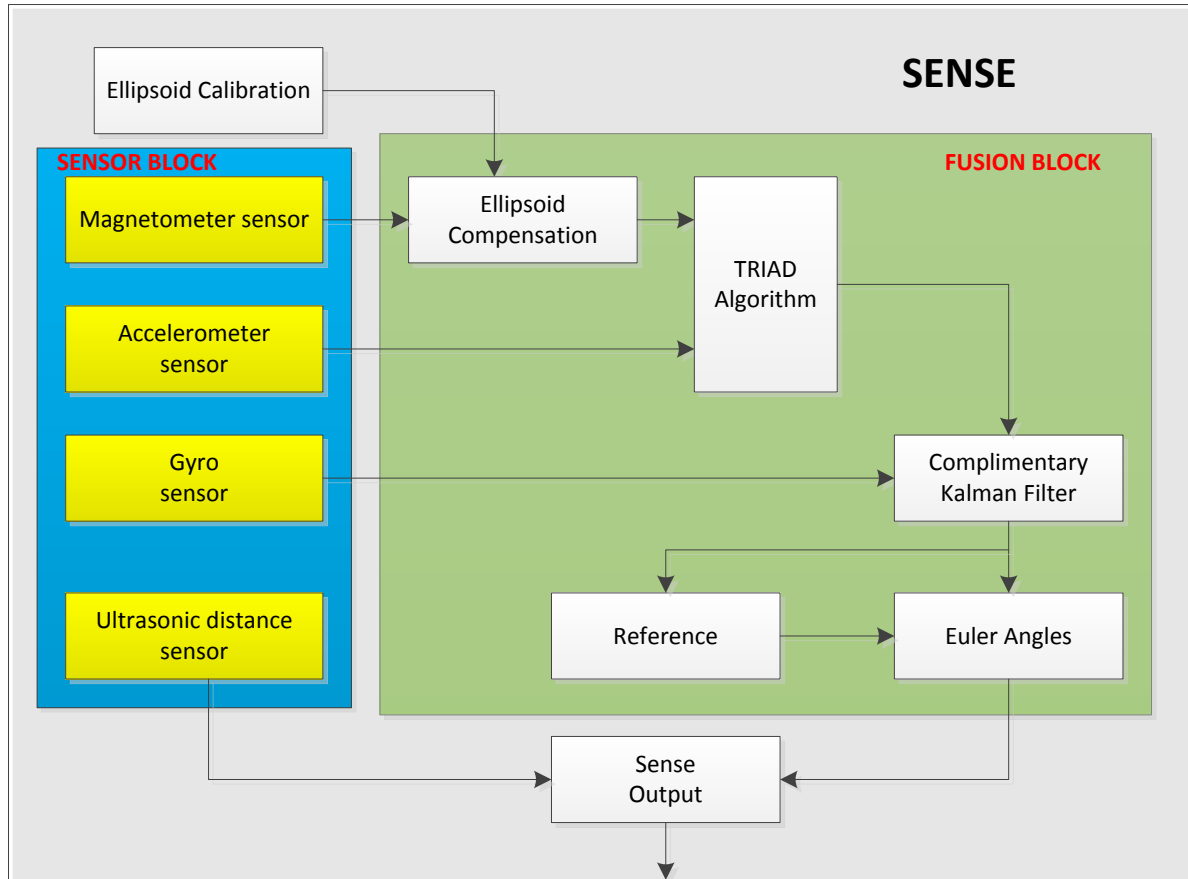 SENSE
Ellipsoid Calibration
SENSOR BLOCK
FUSION BLOCK
Magnetometer sensor
Ellipsoid
Compensation
TRIAD
Algorithm
Accelerometer
sensor
Gyro
sensor
Complimentary
Kalman Filter
Ultrasonic distance
sensor
Reference
Euler Angles
Sense
Output